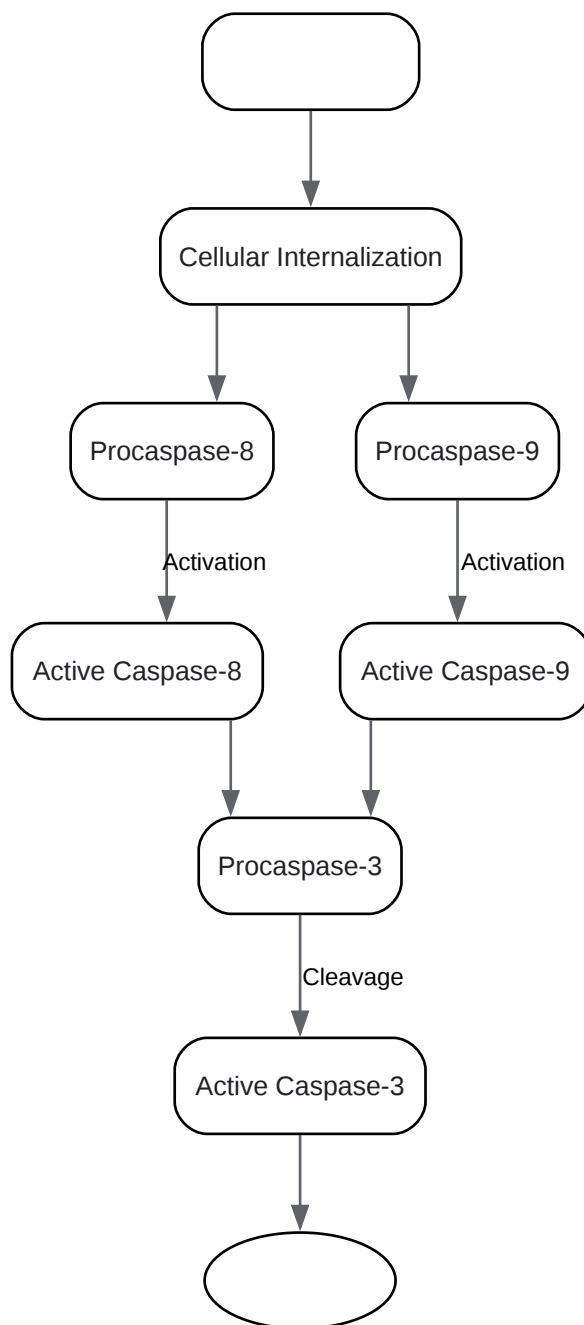 Cellular Internalization
Procaspase-8
Procaspase-9
Activation
Activation
Active Caspase-8
Active Caspase-9
Procaspase-3
Cleavage
Active Caspase-3